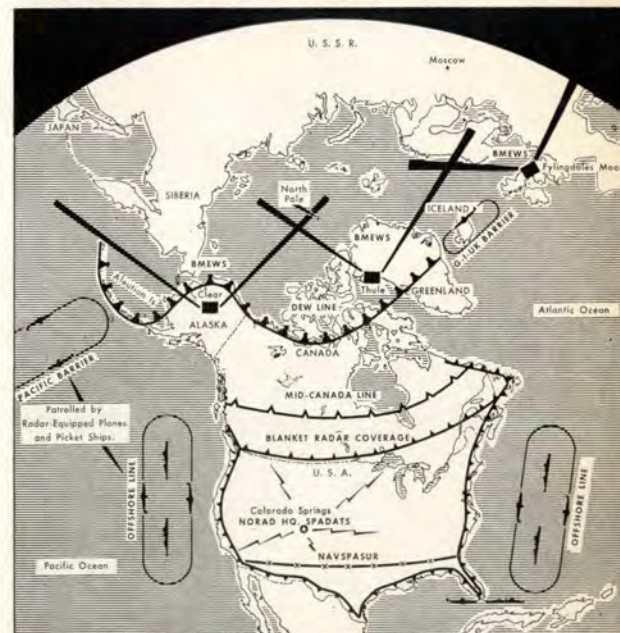 U. S. S. R.
Moscow
JAPAN
SIBERIA
North
Pole
BMEWS
Fylingdales Moo
ICELAND
G-I-UK BARRIER
BMEWS
Thule
GREENLAND
BMEWS
Clear
ALASKA
Aleutian Is.
DEW LINE
CANADA
Atlantic Ocean
PACIFIC BARRIER
Patrolled by
Radar-Equipped Planes
and Picket Ships.
MID-CANADA LINE
BLANKET RADAR COVERAGE
U. S. A.
OFFSHORE LINE
Colorado Springs
NORAD HQ. SPADATS
NAVSPASUR
OFFSHORE LINE
Pacific Ocean